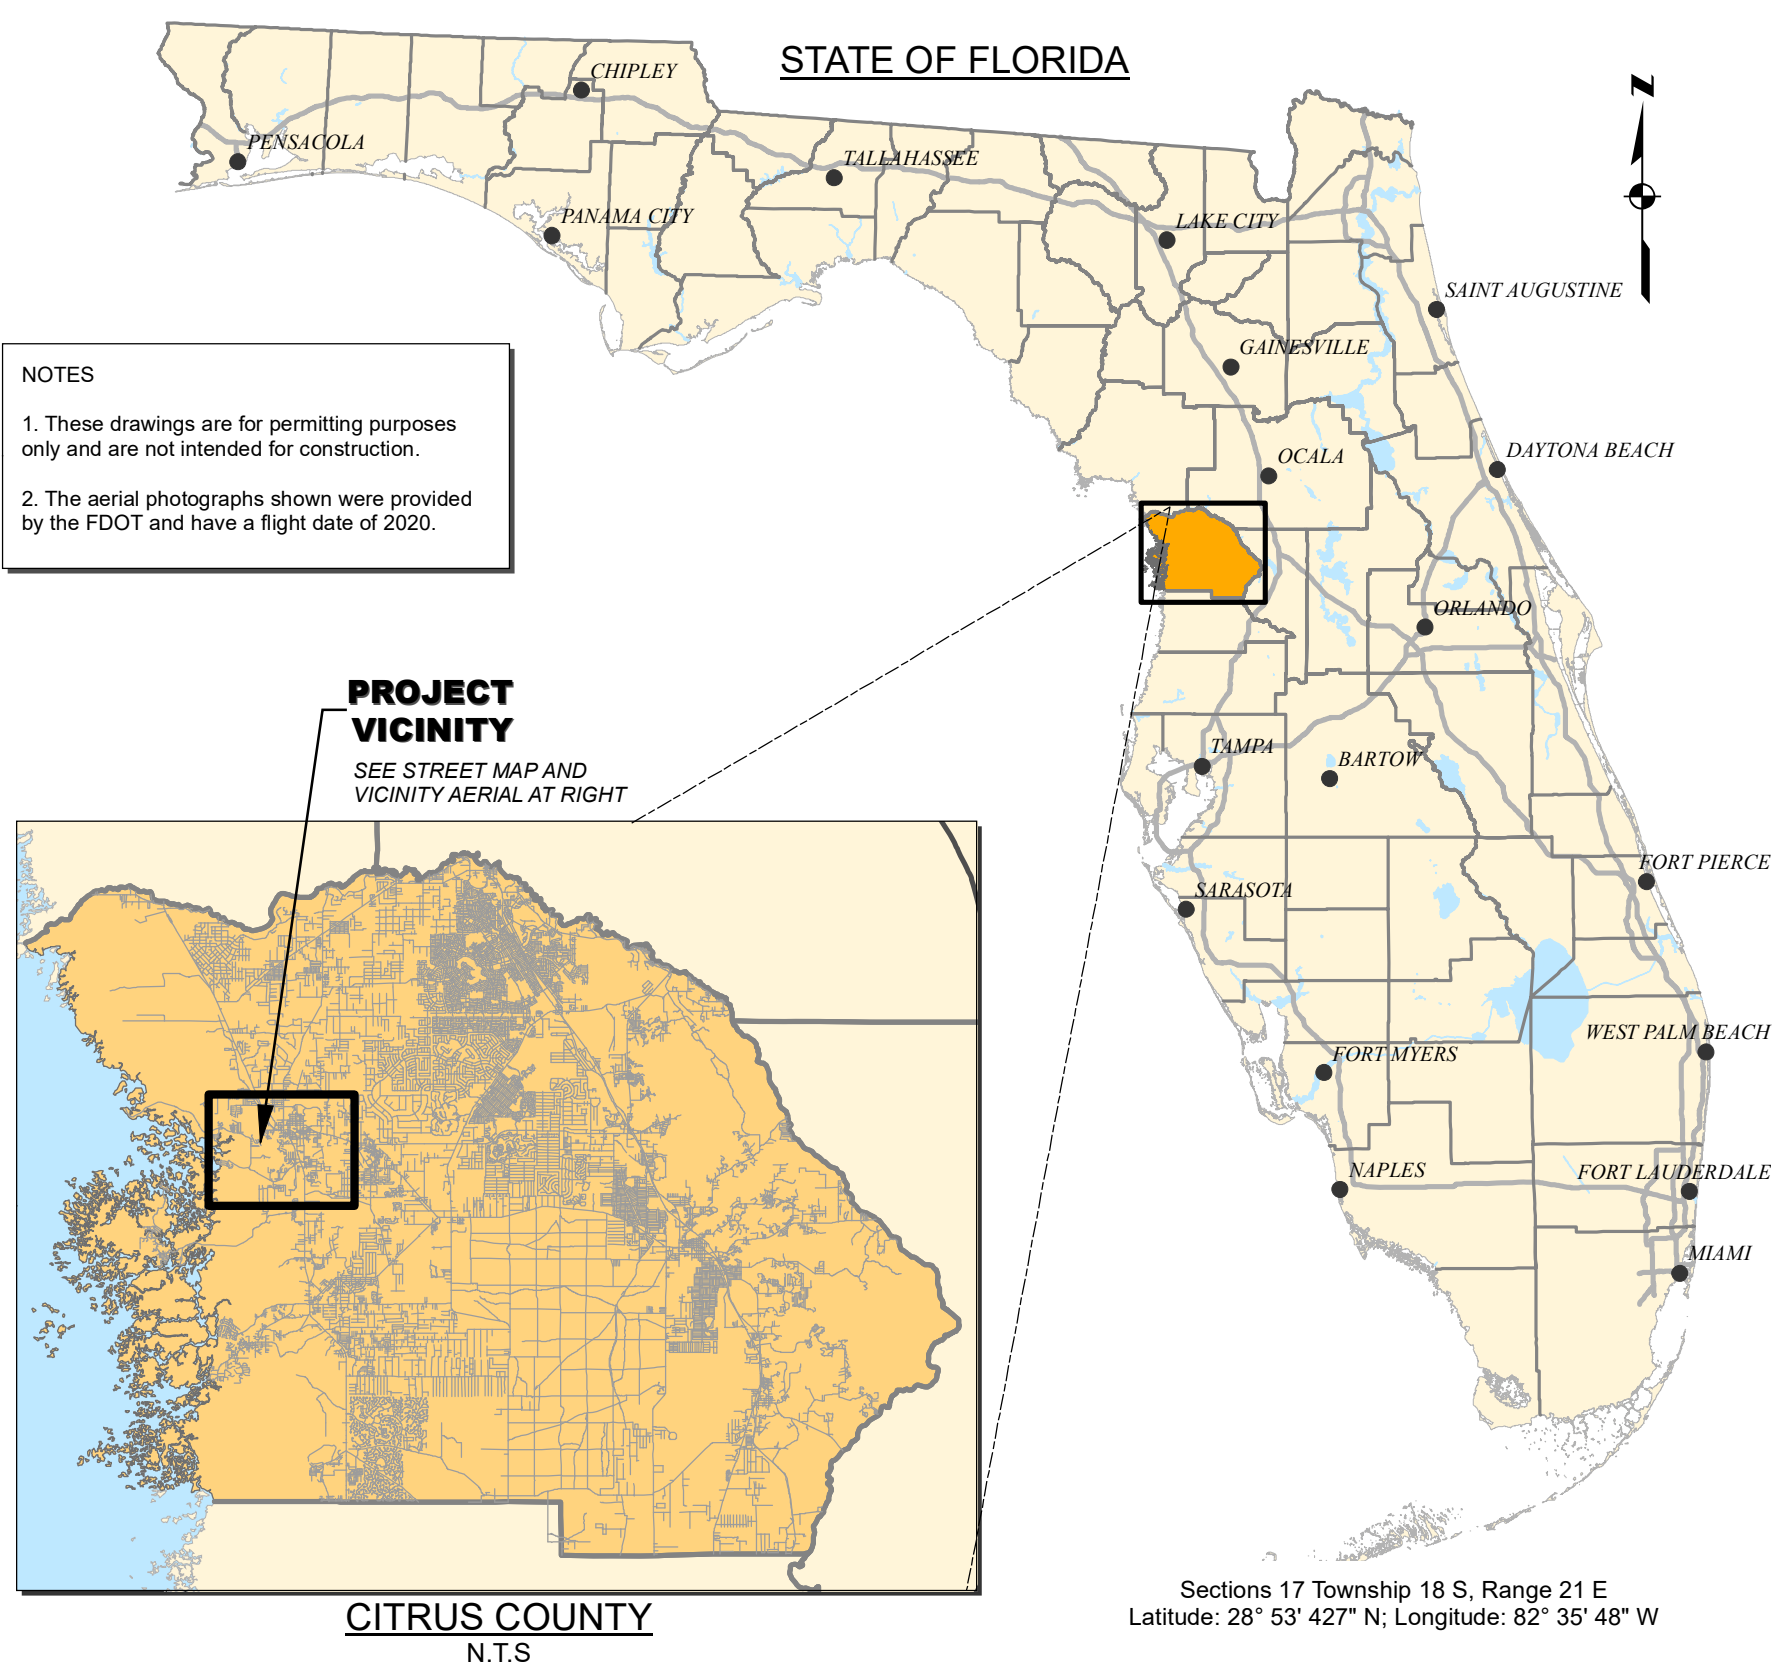 STATE OF FLORIDA
N
CHIPLEY
PENSACOLA
TALLAHASSEE
PANAMA CITY
LAKE CITY
SAINT AUGUSTINE
GAINESVILLE
NOTES
1. These drawings are for permitting purposes
only and are not intended for construction.
2. The aerial photographs shown were provided
by the FDOT and have a flight date of 2020.
DAYTONA BEACH
OCALA
ORLANDO
PROJECT
VICINITY
SEE STREET MAP AND
VICINITY AERIAL AT RIGHT
TAMPA
BARTOW
FORT PIERCE
SARASOTA
WEST PALM BEACH
FORT MYERS
NAPLES
FORT LAUDERDALE
MIAMI
Sections 17 Township 18 S, Range 21 E
Latitude: 28° 53' 427" N; Longitude: 82° 35' 48" W
CITRUS COUNTY
N.T.S